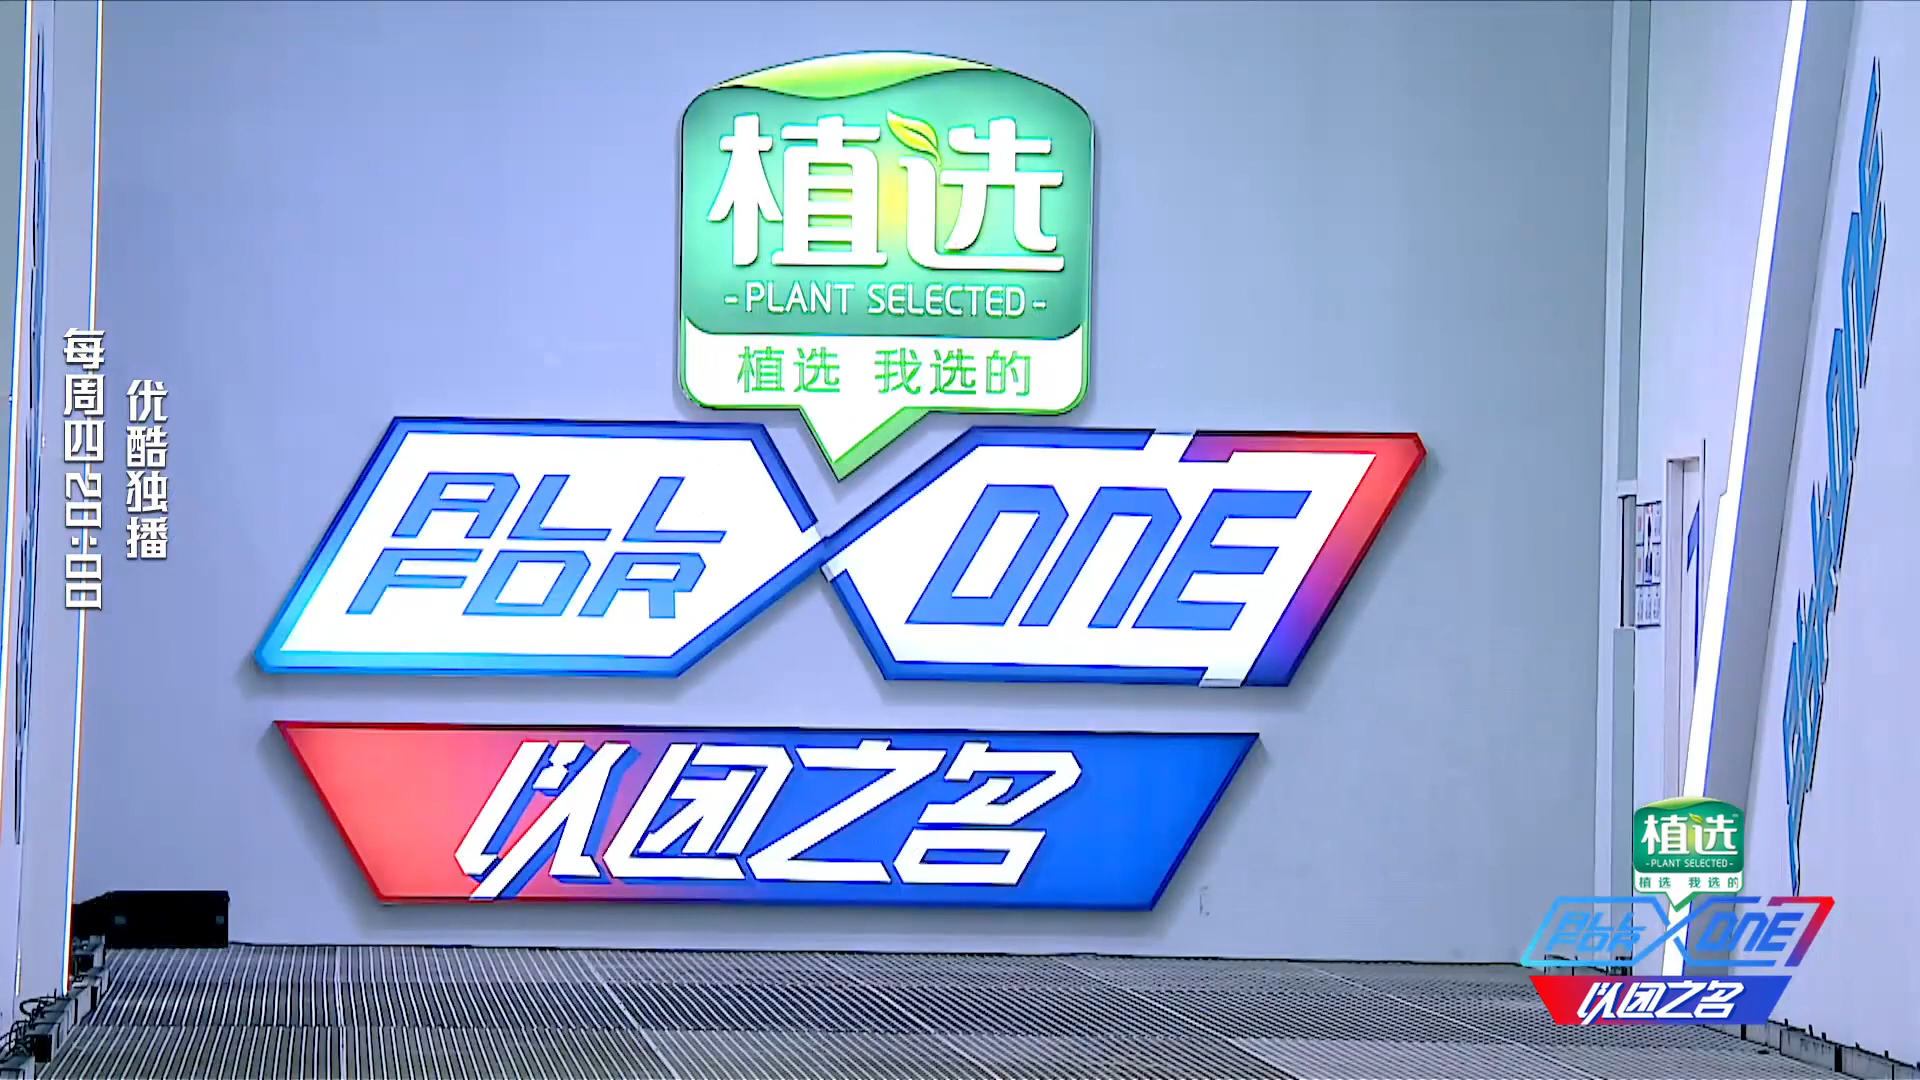 植选
-PLANT SELECTED-
植选 我选的
ALL
FOR
ONE
以团之名
每周四20:00
优酷独播
植选
-PLANT SELECTED-
植选 我选的
ALL
FOR
ONE
以团之名